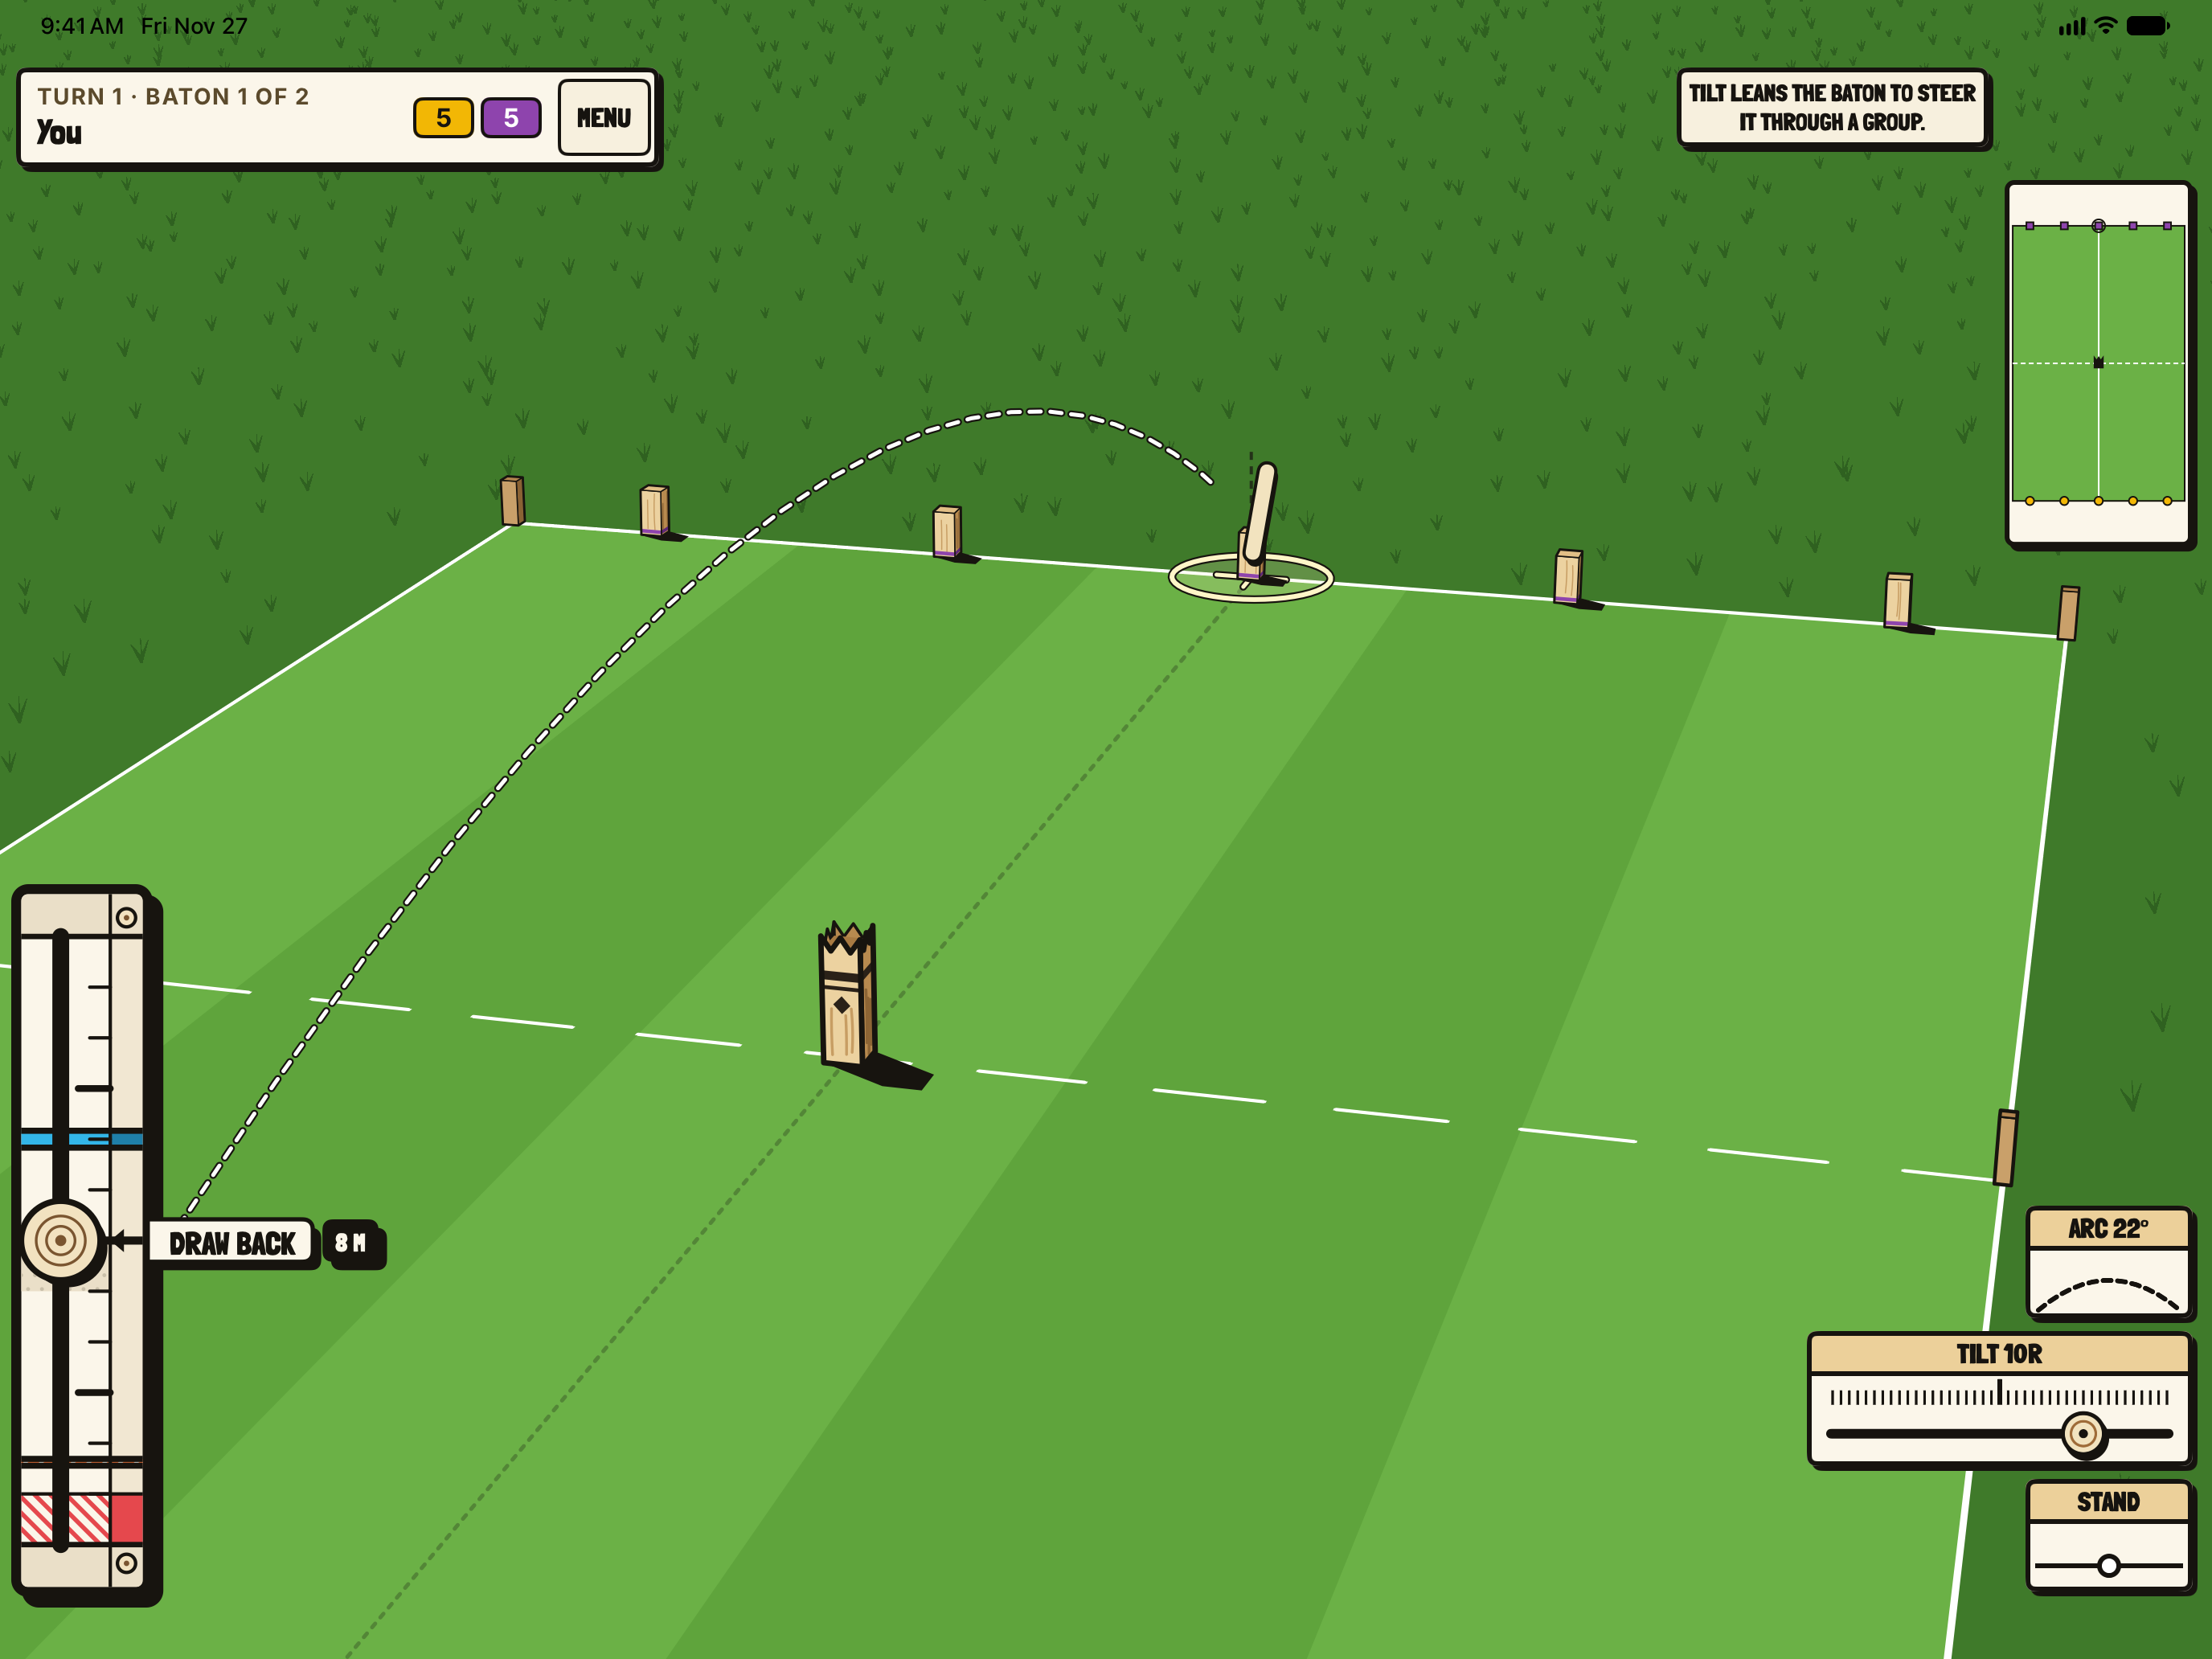 9:41 AM Fri Nov 27
TURN 1 · BATON 1 OF 2
You
5 5
MENU
TILT LEANS THE BATON TO STEER
IT THROUGH A GROUP.
DRAW BACK 8 M
ARC 22°
TILT 10R
STAND